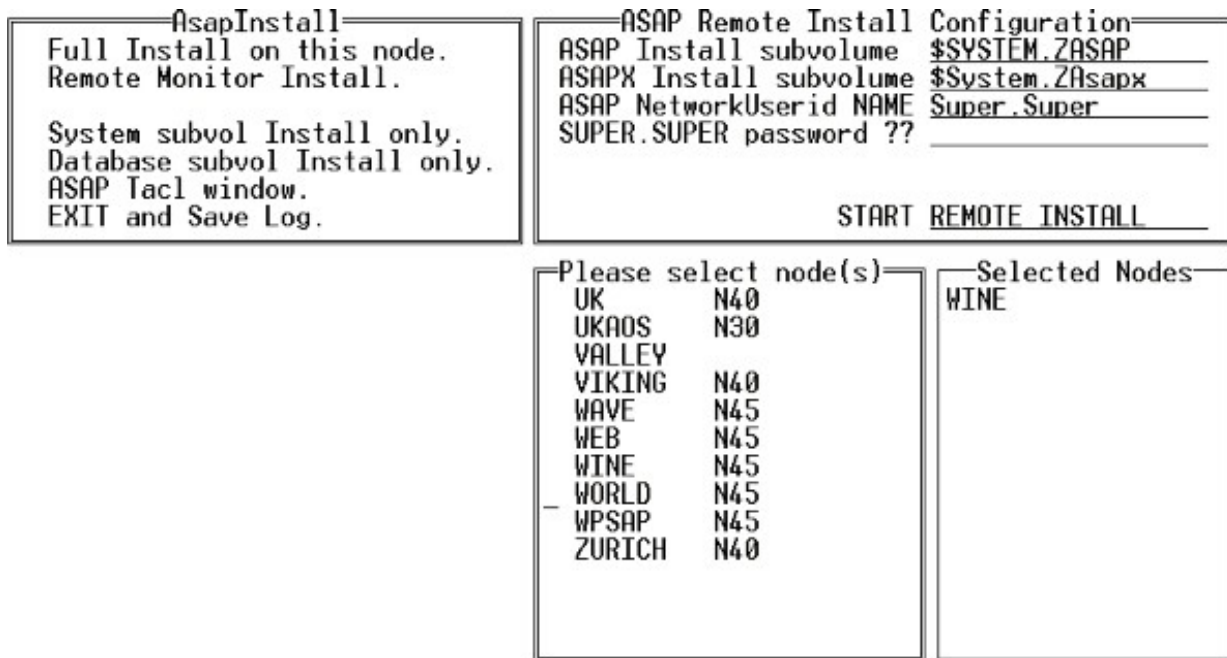 AsapInstall
Full Install on this node.
Remote Monitor Install.
System subvol Install only.
Database subvol Install only.
ASAP Tacl window.
EXIT and Save Log.
ASAP Remote Install Configuration
ASAP Install subvolume $SYSTEM.ZASAP
ASAPX Install subvolume $System.ZAsapx
ASAP NetworkUserid NAME Super.Super
SUPER.SUPER password ??
START REMOTE INSTALL
Please select node(s)
UK N40
UKAOS N30
VALLEY
VIKING N40
WAVE N45
WEB N45
WINE N45
WORLD N45
WPSAP N45
ZURICH N40
Selected Nodes
WINE